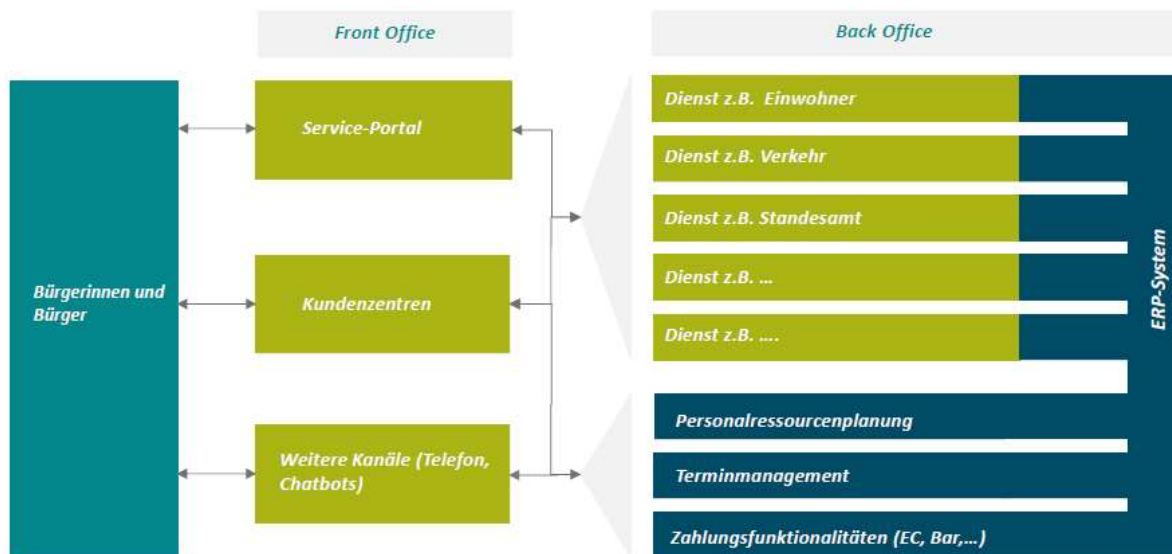 Front Office
Back Office
Bürgerinnen und
Bürger
Service-Portal
Kundenzentren
Weitere Kanäle (Telefon,
Chatbots)
Dienst z.B. Einwohner
Dienst z.B. Verkehr
Dienst z.B. Standesamt
Dienst z.B. ...
Dienst z.B. ....
Personalressourcenplanung
Terminmanagement
Zahlungsfunktionalitäten (EC, Bar,...)
ERP-System